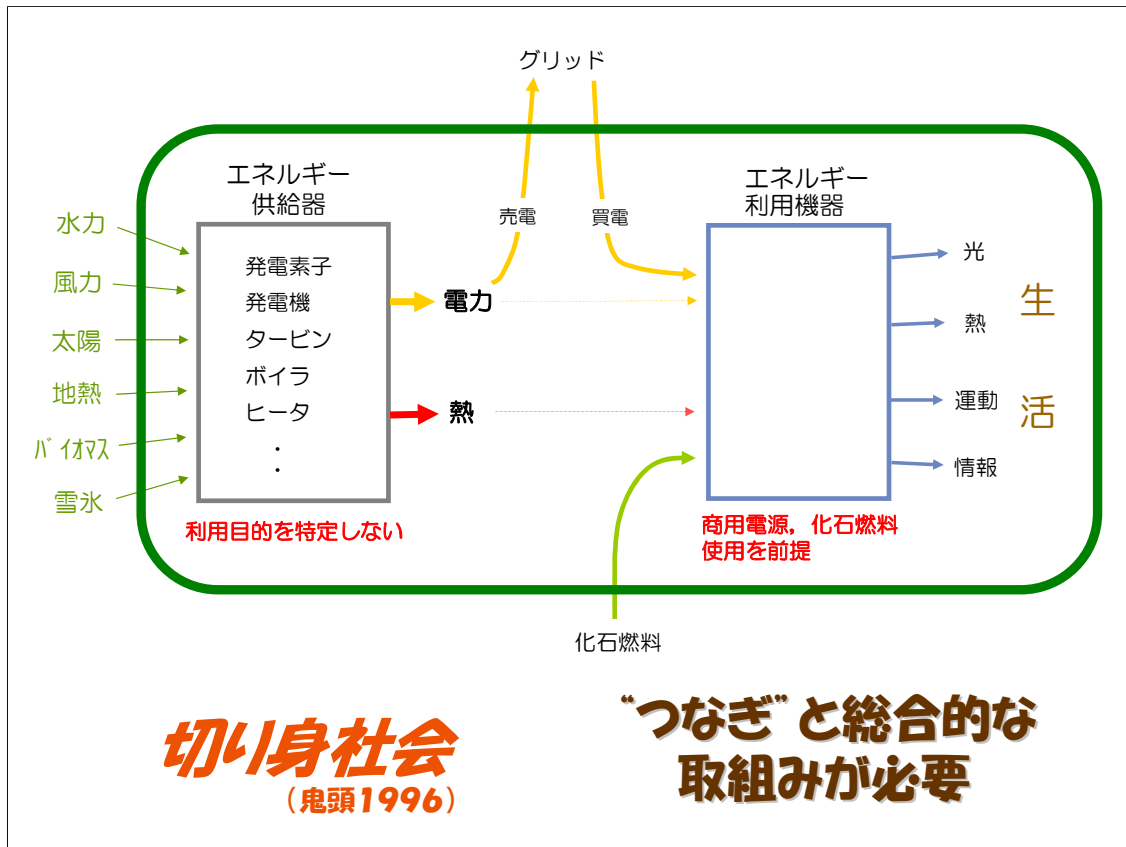 グリッド
エネルギー
供給器
エネルギー
利用機器
売電
買電
水力
風力
太陽
地熱
バイオマス
雪氷
発電素子
発電機
タービン
ボイラ
ヒータ
・
・
電力
熱
光
熱
運動
情報
生
活
利用目的を特定しない
商用電源，化石燃料
使用を前提
化石燃料
切り身社会
（鬼頭1996）
“つなぎ”と総合的な
取組みが必要